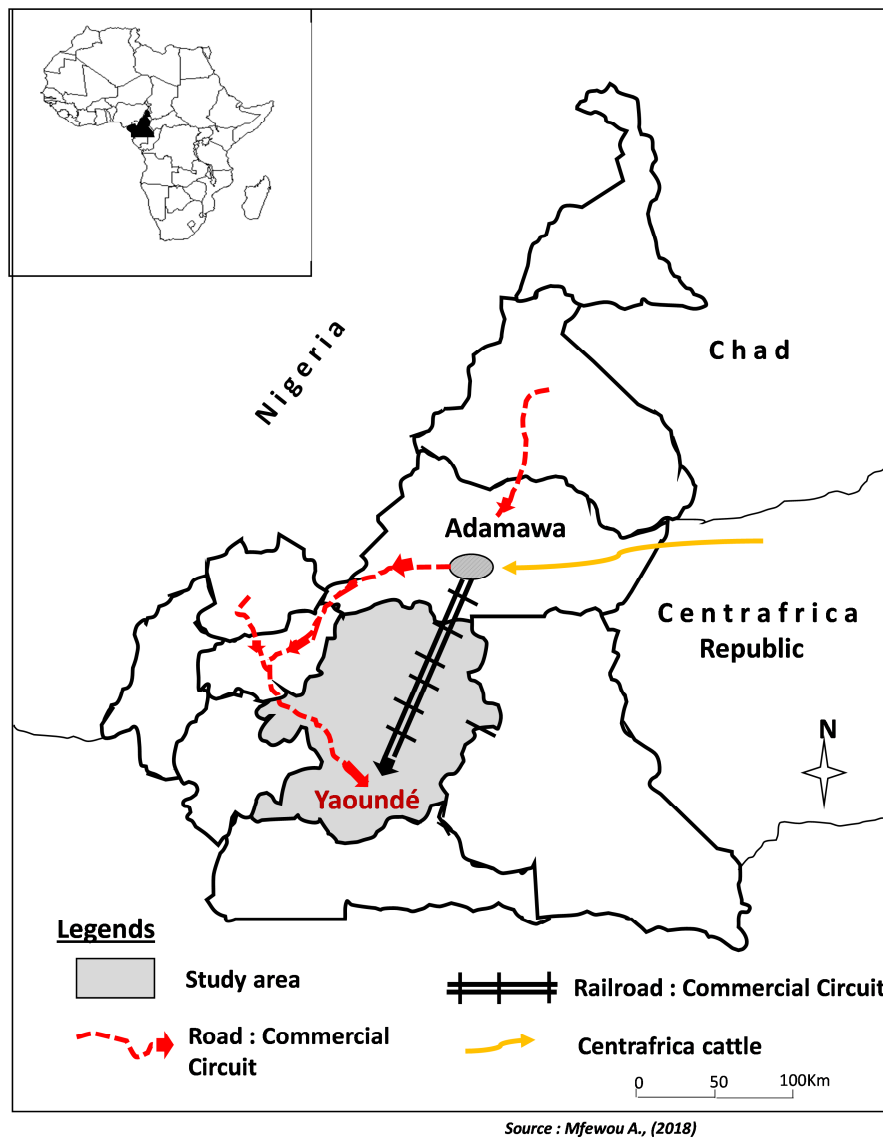 Nigeria
Chad
Adamawa
Centrafrica
Republic
N
Yaoundé
Legends
Study area
Railroad : Commercial Circuit
Road : Commercial
Circuit
Centrafrica cattle
0 50 100Km
Source : Mfewou A., (2018)